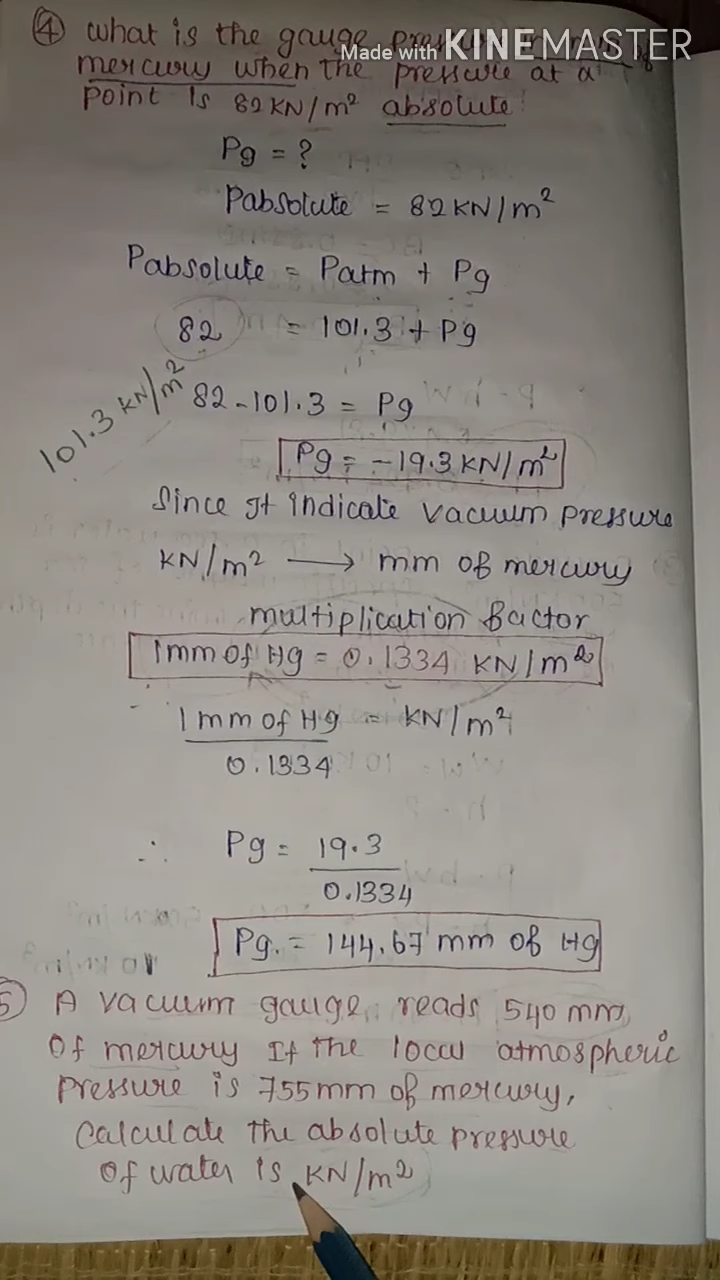 ④ What is the gauge
Made with KINEMASTER
mercury when the pressure at a
point is 82 KN/m² absolute
Pg = ?
Pabsolute = 82 KN/m²
Pabsolute = Patm + Pg
82 = 101.3 + Pg
101.3 KN/m²
82 - 101.3 = Pg
Pg = -19.3 KN/m²
Since It indicate vacuum pressure
KN/m² → mm of mercury
multiplication factor
1mm of Hg = 0.1334 KN/m²
1 mm of Hg / 0.1334 = KN/m²
∴ Pg = 19.3 / 0.1334
Pg = 144.67 mm of Hg
⑤ A vacuum gauge reads 540 mm
Of mercury If the local atmospheric
pressure is 755mm of mercury,
Calculate the absolute pressure
Of water is KN/m²